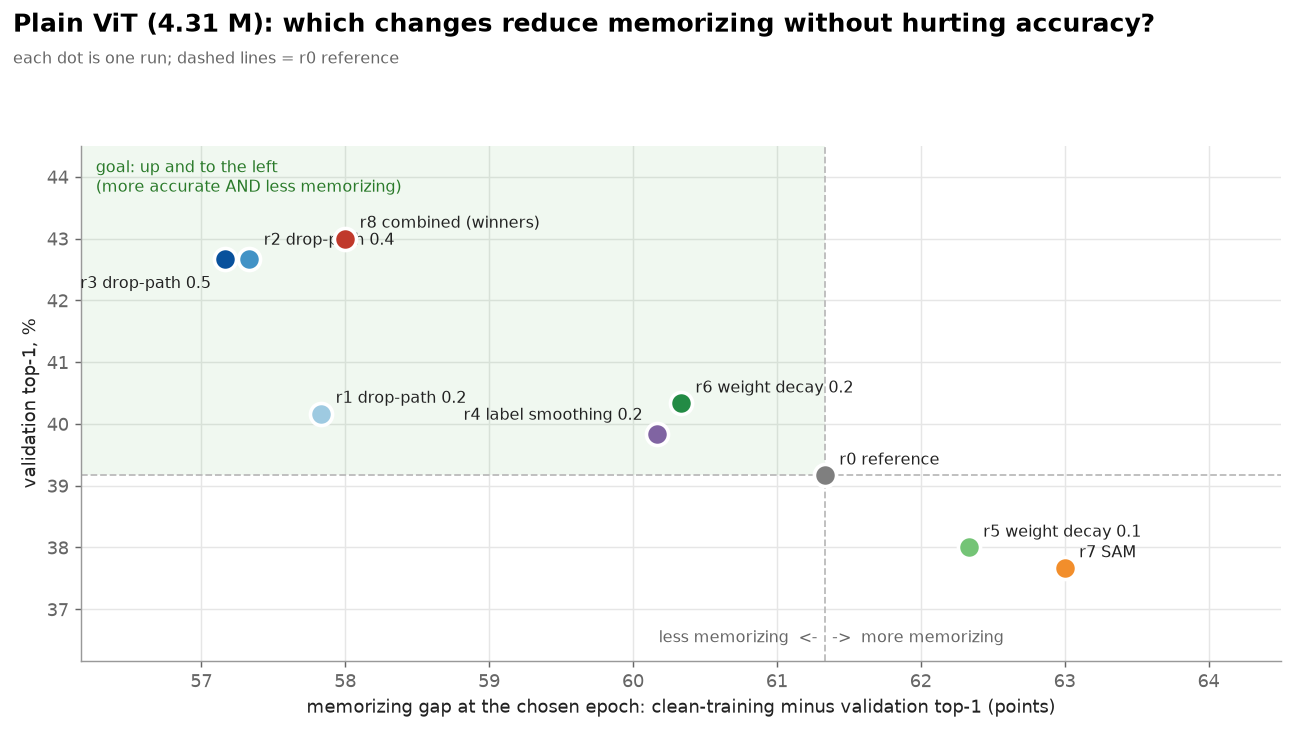 Plain ViT (4.31 M): which changes reduce memorizing without hurting accuracy?
each dot is one run; dashed lines = r0 reference
goal: up and to the left
(more accurate AND less memorizing)
44
43
42
41
40
39
38
37
validation top-1, %
r8 combined (winners)
r2 drop-path 0.4
r3 drop-path 0.5
r6 weight decay 0.2
r1 drop-path 0.2
r4 label smoothing 0.2
r0 reference
r5 weight decay 0.1
r7 SAM
less memorizing <- -> more memorizing
57 58 59 60 61 62 63 64
memorizing gap at the chosen epoch: clean-training minus validation top-1 (points)